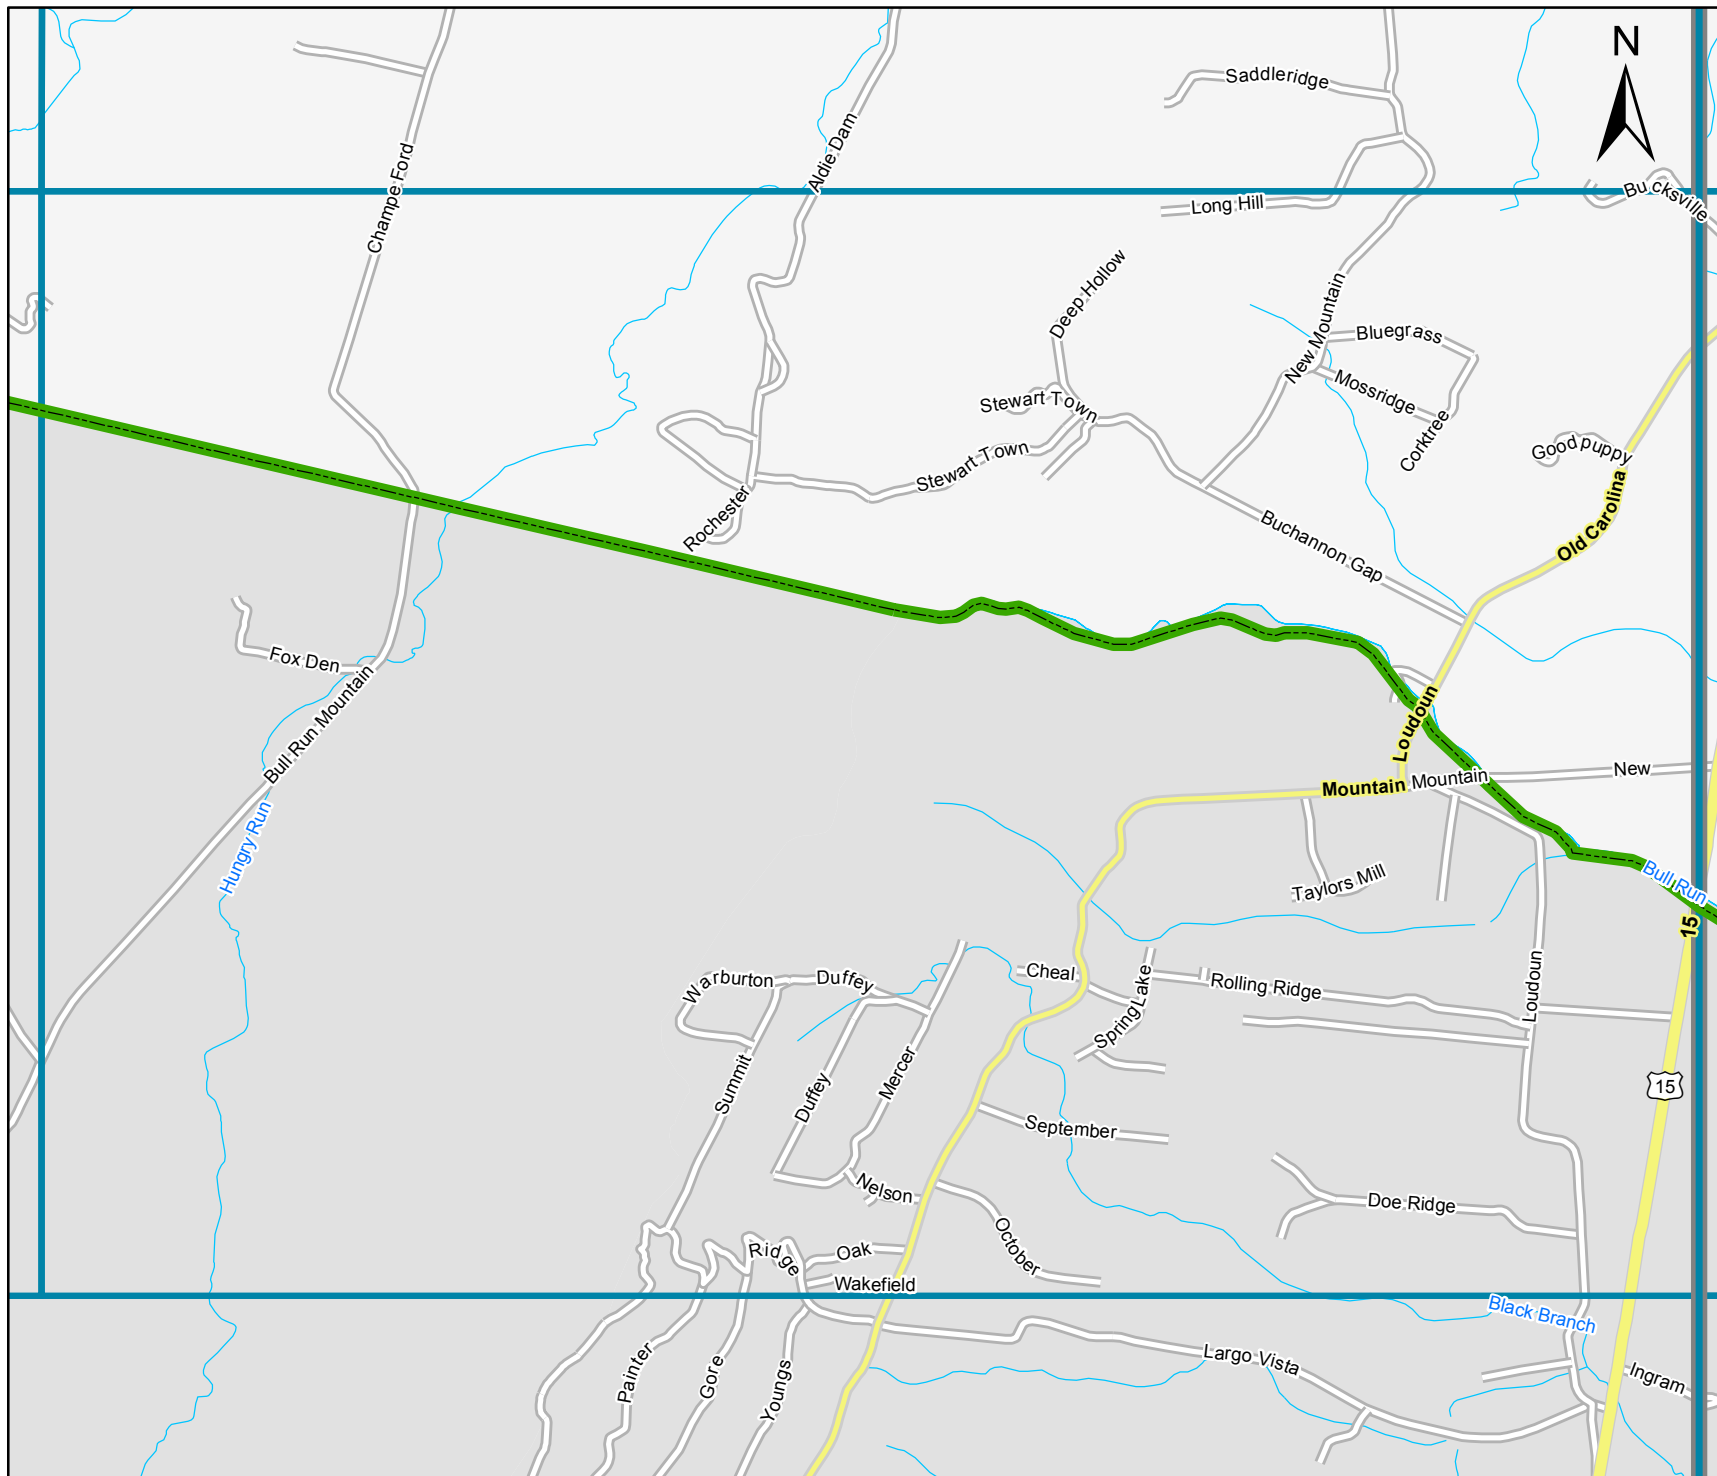 N
Saddleridge
Aldie Dam
Champe Ford
Bucksville
Long Hill
Deep Hollow
New Mountain
Bluegrass
Mossridge
Stewart Town
Corktree
Goodpuppy
Stewart Town
Old Carolina
Rochester
Buchannon Gap
Fox Den
Bull Run Mountain
Loudoun
Mountain
Mountain
New
Hungry Run
Taylors Mill
Bull Run
15
Warburton
Duffey
Cheal
Spring Lake
Rolling Ridge
Loudoun
Summit
Duffey
Mercer
15
September
Nelson
Doe Ridge
October
Ridge
Oak
Wakefield
Black Branch
Painter
Gore
Youngs
Largo Vista
Ingram